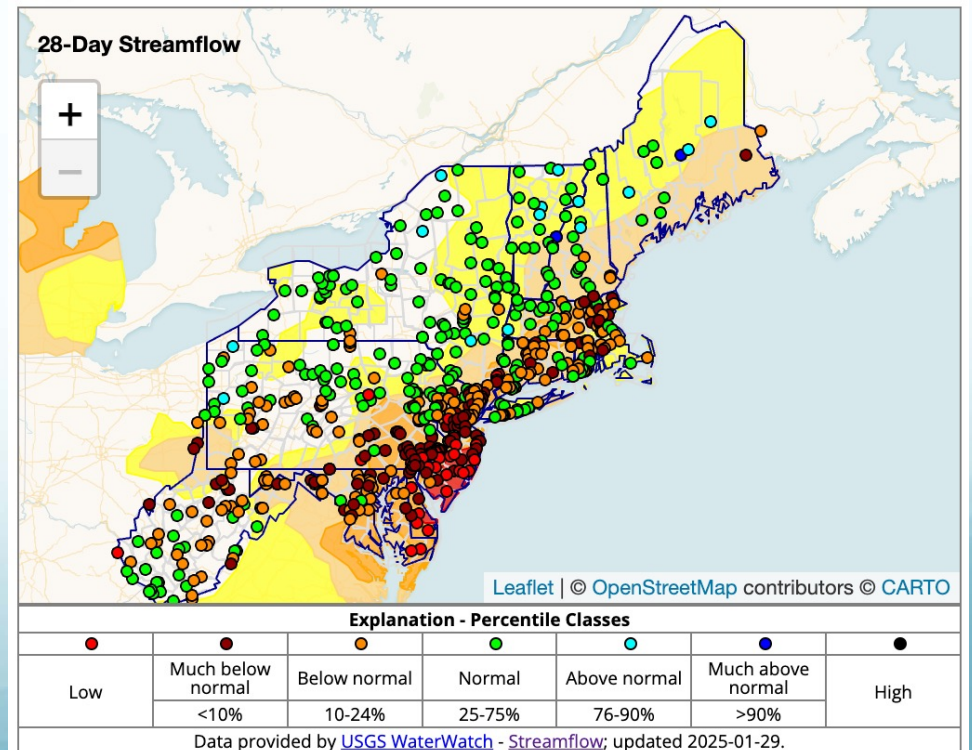 28-Day Streamflow
+
−
Leaflet | © OpenStreetMap contributors © CARTO
Explanation - Percentile Classes
Low
Much below normal
Below normal
Normal
Above normal
Much above normal
High
<10%
10-24%
25-75%
76-90%
>90%
Data provided by USGS WaterWatch - Streamflow; updated 2025-01-29.